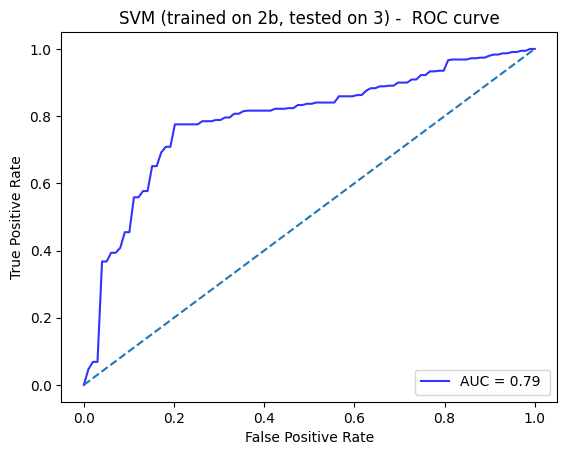 SVM (trained on 2b, tested on 3) -  ROC curve
True Positive Rate
1.0
0.8
0.6
0.4
0.2
0.0
0.0 0.2 0.4 0.6 0.8 1.0
False Positive Rate
AUC = 0.79